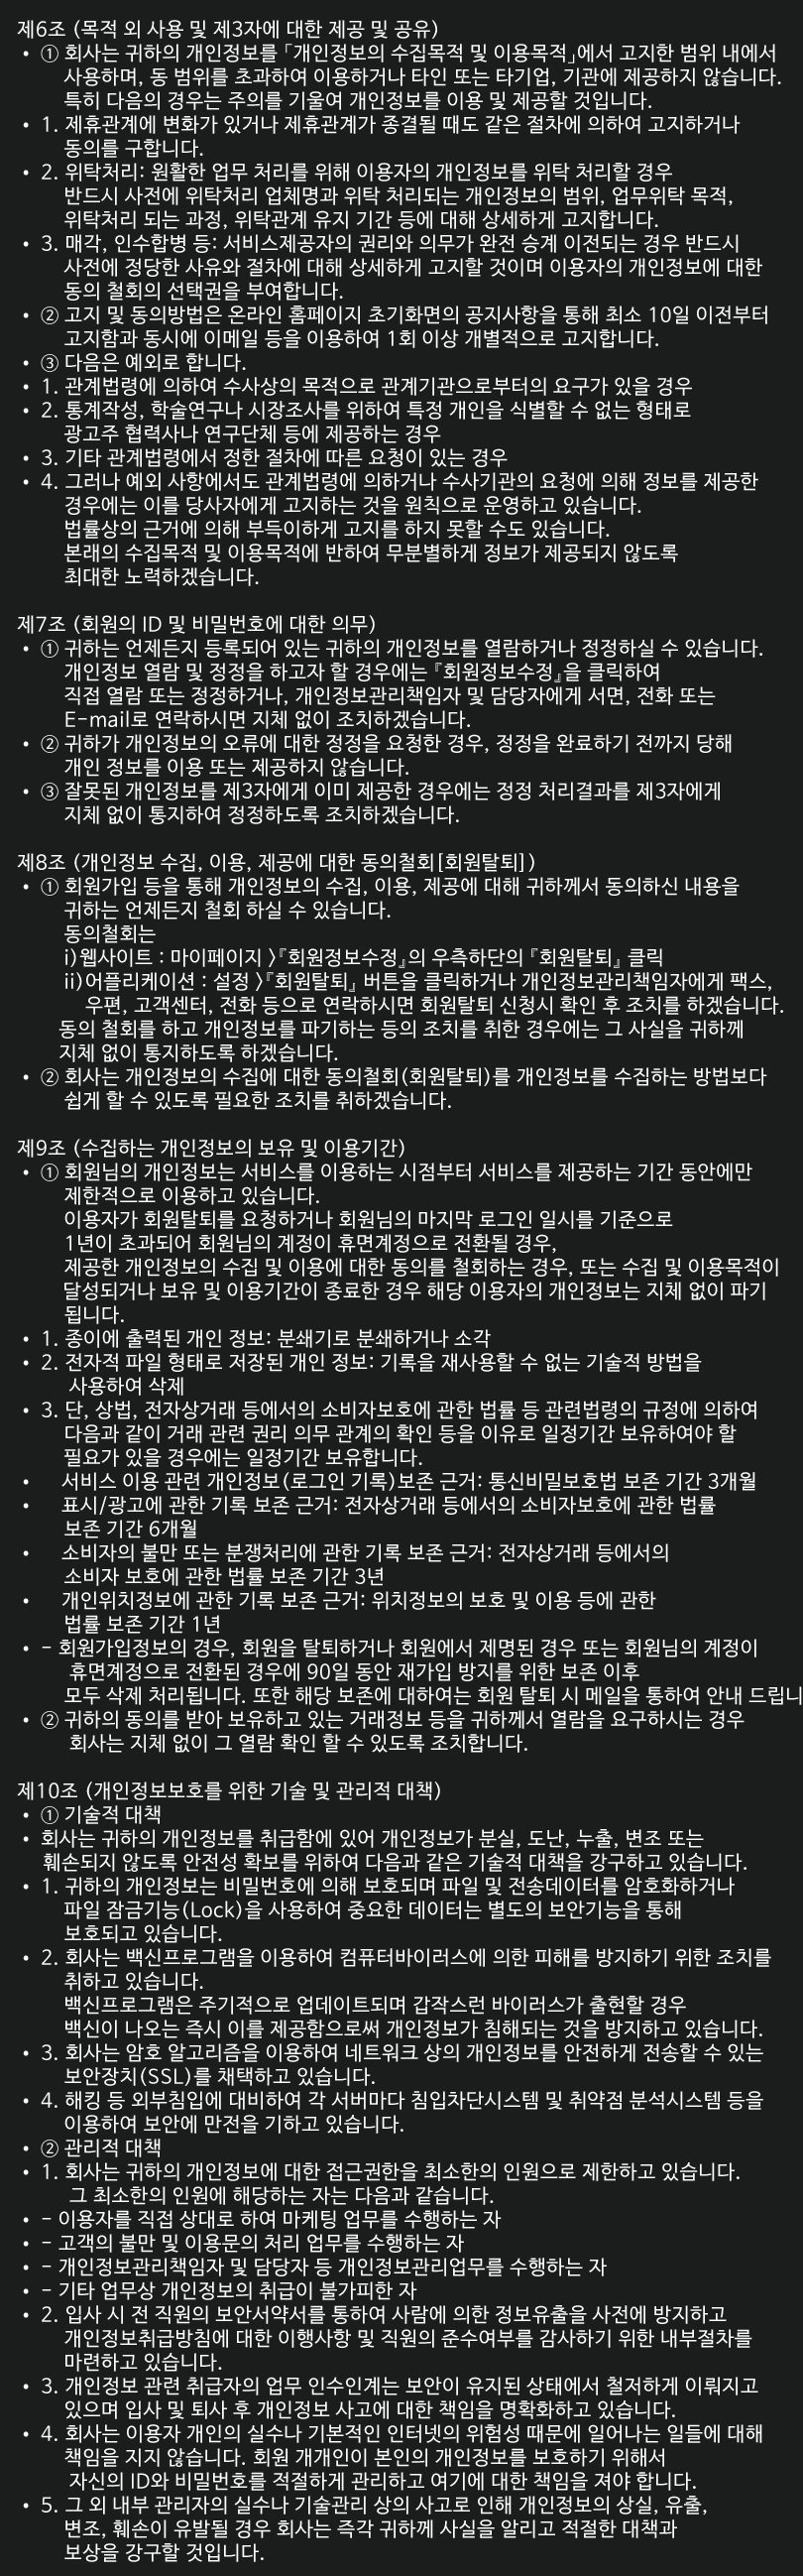 제6조 (목적 외 사용 및 제3자에 대한 제공 및 공유)
• ① 회사는 귀하의 개인정보를 ｢개인정보의 수집목적 및 이용목적｣에서 고지한 범위 내에서
사용하며, 동 범위를 초과하여 이용하거나 타인 또는 타기업, 기관에 제공하지 않습니다.
특히 다음의 경우는 주의를 기울여 개인정보를 이용 및 제공할 것입니다.
• 1. 제휴관계에 변화가 있거나 제휴관계가 종결될 때도 같은 절차에 의하여 고지하거나
동의를 구합니다.
• 2. 위탁처리: 원활한 업무 처리를 위해 이용자의 개인정보를 위탁 처리할 경우
반드시 사전에 위탁처리 업체명과 위탁 처리되는 개인정보의 범위, 업무위탁 목적,
위탁처리 되는 과정, 위탁관계 유지 기간 등에 대해 상세하게 고지합니다.
• 3. 매각, 인수합병 등: 서비스제공자의 권리와 의무가 완전 승계 이전되는 경우 반드시
사전에 정당한 사유와 절차에 대해 상세하게 고지할 것이며 이용자의 개인정보에 대한
동의 철회의 선택권을 부여합니다.
• ② 고지 및 동의방법은 온라인 홈페이지 초기화면의 공지사항을 통해 최소 10일 이전부터
고지함과 동시에 이메일 등을 이용하여 1회 이상 개별적으로 고지합니다.
• ③ 다음은 예외로 합니다.
• 1. 관계법령에 의하여 수사상의 목적으로 관계기관으로부터의 요구가 있을 경우
• 2. 통계작성, 학술연구나 시장조사를 위하여 특정 개인을 식별할 수 없는 형태로
광고주 협력사나 연구단체 등에 제공하는 경우
• 3. 기타 관계법령에서 정한 절차에 따른 요청이 있는 경우
• 4. 그러나 예외 사항에서도 관계법령에 의하거나 수사기관의 요청에 의해 정보를 제공한
경우에는 이를 당사자에게 고지하는 것을 원칙으로 운영하고 있습니다.
법률상의 근거에 의해 부득이하게 고지를 하지 못할 수도 있습니다.
본래의 수집목적 및 이용목적에 반하여 무분별하게 정보가 제공되지 않도록
최대한 노력하겠습니다.

제7조 (회원의 ID 및 비밀번호에 대한 의무)
• ① 귀하는 언제든지 등록되어 있는 귀하의 개인정보를 열람하거나 정정하실 수 있습니다.
개인정보 열람 및 정정을 하고자 할 경우에는 『회원정보수정』을 클릭하여
직접 열람 또는 정정하거나, 개인정보관리책임자 및 담당자에게 서면, 전화 또는
E-mail로 연락하시면 지체 없이 조치하겠습니다.
• ② 귀하가 개인정보의 오류에 대한 정정을 요청한 경우, 정정을 완료하기 전까지 당해
개인 정보를 이용 또는 제공하지 않습니다.
• ③ 잘못된 개인정보를 제3자에게 이미 제공한 경우에는 정정 처리결과를 제3자에게
지체 없이 통지하여 정정하도록 조치하겠습니다.

제8조 (개인정보 수집, 이용, 제공에 대한 동의철회[회원탈퇴])
• ① 회원가입 등을 통해 개인정보의 수집, 이용, 제공에 대해 귀하께서 동의하신 내용을
귀하는 언제든지 철회 하실 수 있습니다.
동의철회는
i)웹사이트 : 마이페이지 〉『회원정보수정』의 우측하단의 『회원탈퇴』 클릭
ii)어플리케이션 : 설정 〉『회원탈퇴』 버튼을 클릭하거나 개인정보관리책임자에게 팩스,
우편, 고객센터, 전화 등으로 연락하시면 회원탈퇴 신청시 확인 후 조치를 하겠습니다.
동의 철회를 하고 개인정보를 파기하는 등의 조치를 취한 경우에는 그 사실을 귀하께
지체 없이 통지하도록 하겠습니다.
• ② 회사는 개인정보의 수집에 대한 동의철회(회원탈퇴)를 개인정보를 수집하는 방법보다
쉽게 할 수 있도록 필요한 조치를 취하겠습니다.

제9조 (수집하는 개인정보의 보유 및 이용기간)
• ① 회원님의 개인정보는 서비스를 이용하는 시점부터 서비스를 제공하는 기간 동안에만
제한적으로 이용하고 있습니다.
이용자가 회원탈퇴를 요청하거나 회원님의 마지막 로그인 일시를 기준으로
1년이 초과되어 회원님의 계정이 휴면계정으로 전환될 경우,
제공한 개인정보의 수집 및 이용에 대한 동의를 철회하는 경우, 또는 수집 및 이용목적이
달성되거나 보유 및 이용기간이 종료한 경우 해당 이용자의 개인정보는 지체 없이 파기
됩니다.
• 1. 종이에 출력된 개인 정보: 분쇄기로 분쇄하거나 소각
• 2. 전자적 파일 형태로 저장된 개인 정보: 기록을 재사용할 수 없는 기술적 방법을
사용하여 삭제
• 3. 단, 상법, 전자상거래 등에서의 소비자보호에 관한 법률 등 관련법령의 규정에 의하여
다음과 같이 거래 관련 권리 의무 관계의 확인 등을 이유로 일정기간 보유하여야 할
필요가 있을 경우에는 일정기간 보유합니다.
• 서비스 이용 관련 개인정보(로그인 기록)보존 근거: 통신비밀보호법 보존 기간 3개월
• 표시/광고에 관한 기록 보존 근거: 전자상거래 등에서의 소비자보호에 관한 법률
보존 기간 6개월
• 소비자의 불만 또는 분쟁처리에 관한 기록 보존 근거: 전자상거래 등에서의
소비자 보호에 관한 법률 보존 기간 3년
• 개인위치정보에 관한 기록 보존 근거: 위치정보의 보호 및 이용 등에 관한
법률 보존 기간 1년
• - 회원가입정보의 경우, 회원을 탈퇴하거나 회원에서 제명된 경우 또는 회원님의 계정이
휴면계정으로 전환된 경우에 90일 동안 재가입 방지를 위한 보존 이후
모두 삭제 처리됩니다. 또한 해당 보존에 대하여는 회원 탈퇴 시 메일을 통하여 안내 드립니
• ② 귀하의 동의를 받아 보유하고 있는 거래정보 등을 귀하께서 열람을 요구하시는 경우
회사는 지체 없이 그 열람 확인 할 수 있도록 조치합니다.

제10조 (개인정보보호를 위한 기술 및 관리적 대책)
• ① 기술적 대책
• 회사는 귀하의 개인정보를 취급함에 있어 개인정보가 분실, 도난, 누출, 변조 또는
훼손되지 않도록 안전성 확보를 위하여 다음과 같은 기술적 대책을 강구하고 있습니다.
• 1. 귀하의 개인정보는 비밀번호에 의해 보호되며 파일 및 전송데이터를 암호화하거나
파일 잠금기능(Lock)을 사용하여 중요한 데이터는 별도의 보안기능을 통해
보호되고 있습니다.
• 2. 회사는 백신프로그램을 이용하여 컴퓨터바이러스에 의한 피해를 방지하기 위한 조치를
취하고 있습니다.
백신프로그램은 주기적으로 업데이트되며 갑작스런 바이러스가 출현할 경우
백신이 나오는 즉시 이를 제공함으로써 개인정보가 침해되는 것을 방지하고 있습니다.
• 3. 회사는 암호 알고리즘을 이용하여 네트워크 상의 개인정보를 안전하게 전송할 수 있는
보안장치(SSL)를 채택하고 있습니다.
• 4. 해킹 등 외부침입에 대비하여 각 서버마다 침입차단시스템 및 취약점 분석시스템 등을
이용하여 보안에 만전을 기하고 있습니다.
• ② 관리적 대책
• 1. 회사는 귀하의 개인정보에 대한 접근권한을 최소한의 인원으로 제한하고 있습니다.
그 최소한의 인원에 해당하는 자는 다음과 같습니다.
• - 이용자를 직접 상대로 하여 마케팅 업무를 수행하는 자
• - 고객의 불만 및 이용문의 처리 업무를 수행하는 자
• - 개인정보관리책임자 및 담당자 등 개인정보관리업무를 수행하는 자
• - 기타 업무상 개인정보의 취급이 불가피한 자
• 2. 입사 시 전 직원의 보안서약서를 통하여 사람에 의한 정보유출을 사전에 방지하고
개인정보취급방침에 대한 이행사항 및 직원의 준수여부를 감사하기 위한 내부절차를
마련하고 있습니다.
• 3. 개인정보 관련 취급자의 업무 인수인계는 보안이 유지된 상태에서 철저하게 이뤄지고
있으며 입사 및 퇴사 후 개인정보 사고에 대한 책임을 명확화하고 있습니다.
• 4. 회사는 이용자 개인의 실수나 기본적인 인터넷의 위험성 때문에 일어나는 일들에 대해
책임을 지지 않습니다. 회원 개개인이 본인의 개인정보를 보호하기 위해서
자신의 ID와 비밀번호를 적절하게 관리하고 여기에 대한 책임을 져야 합니다.
• 5. 그 외 내부 관리자의 실수나 기술관리 상의 사고로 인해 개인정보의 상실, 유출,
변조, 훼손이 유발될 경우 회사는 즉각 귀하께 사실을 알리고 적절한 대책과
보상을 강구할 것입니다.